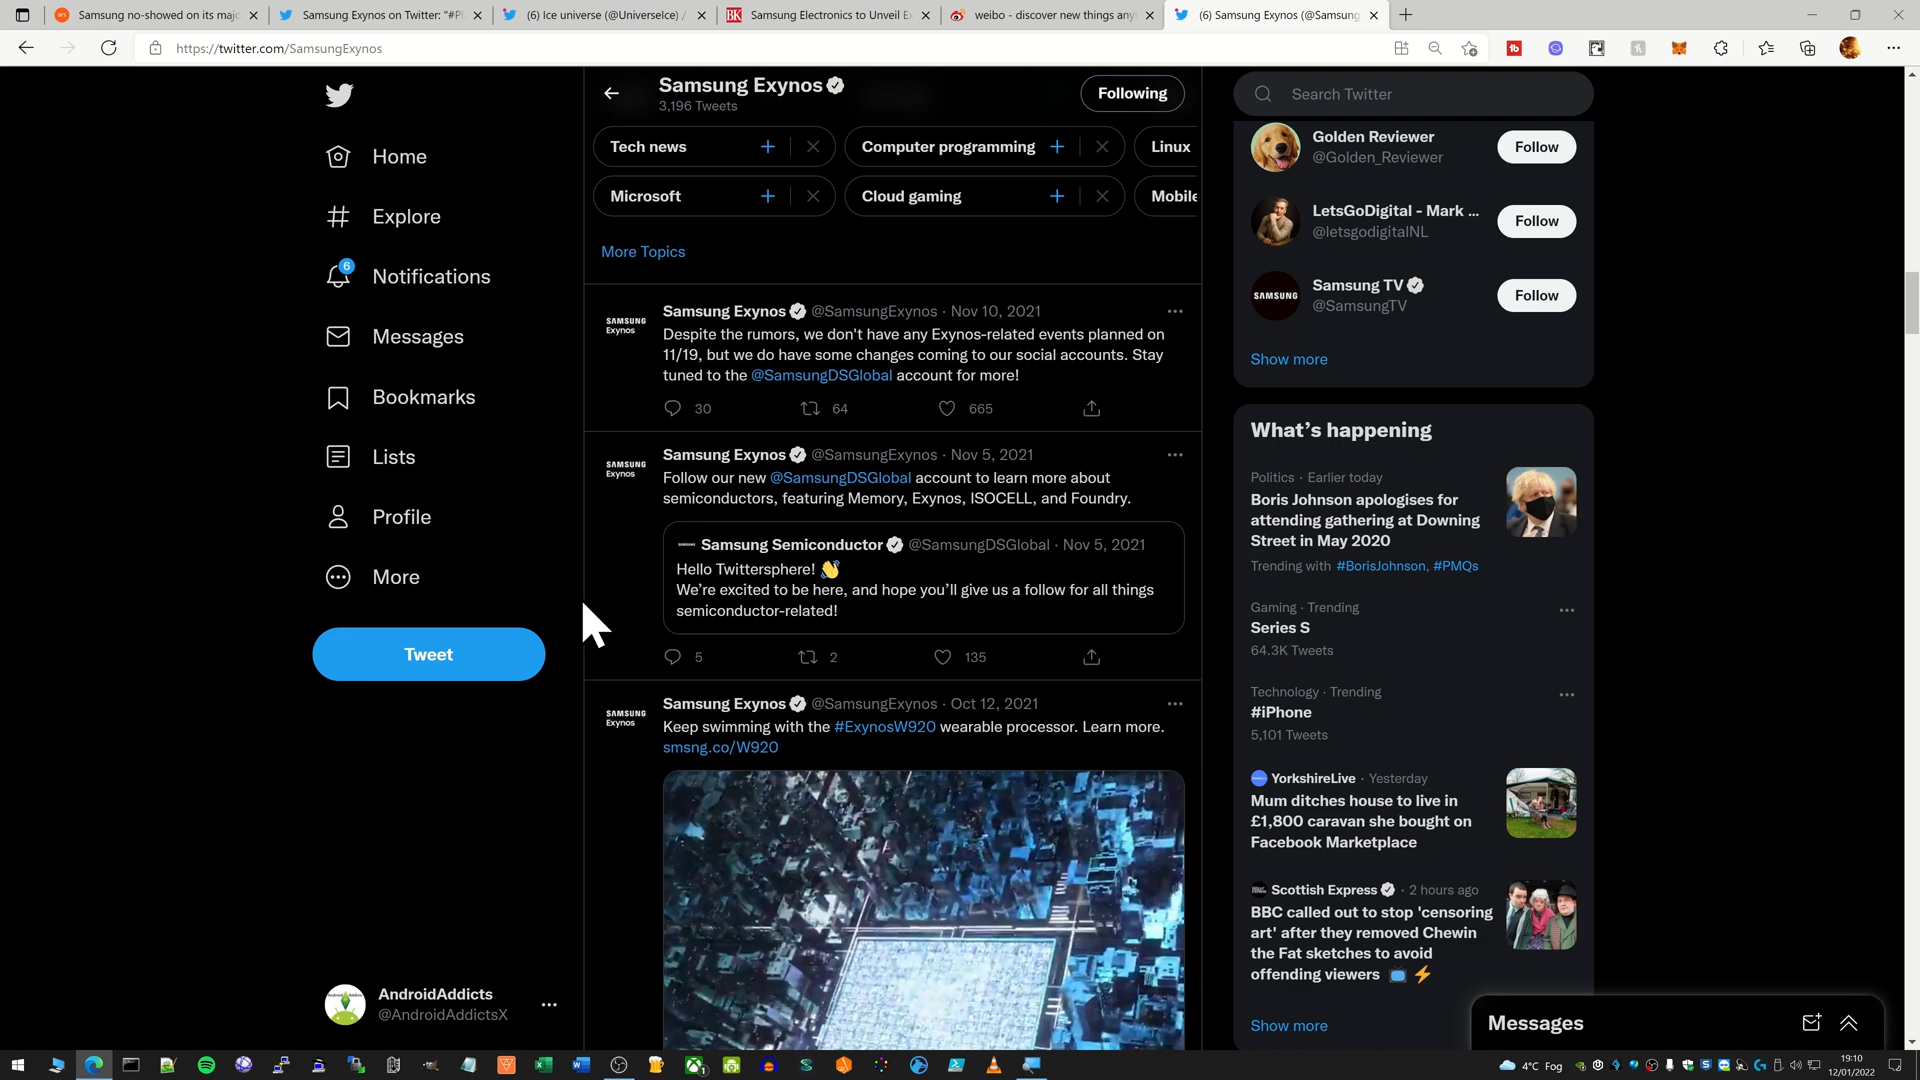 Samsung no-showed on its majo
Samsung Exynos on Twitter: "#Pl
(6) Ice universe (@UniverseIce) /
Samsung Electronics to Unveil Ex
weibo - discover new things any
(6) Samsung Exynos (@Samsung
https://twitter.com/SamsungExynos
Home
Explore
6
Notifications
Messages
Bookmarks
Lists
Profile
More
Tweet
AndroidAddicts
@AndroidAddictsX
Samsung Exynos
3,196 Tweets
Following
Tech news
Computer programming
Linux
Microsoft
Cloud gaming
Mobile
More Topics
SAMSUNG
Exynos
Samsung Exynos @SamsungExynos · Nov 10, 2021
Despite the rumors, we don't have any Exynos-related events planned on
11/19, but we do have some changes coming to our social accounts. Stay
tuned to the @SamsungDSGlobal account for more!
30 64 665
SAMSUNG
Exynos
Samsung Exynos @SamsungExynos · Nov 5, 2021
Follow our new @SamsungDSGlobal account to learn more about
semiconductors, featuring Memory, Exynos, ISOCELL, and Foundry.
Samsung Semiconductor @SamsungDSGlobal · Nov 5, 2021
Hello Twittersphere! 👋
We're excited to be here, and hope you'll give us a follow for all things
semiconductor-related!
5 2 135
SAMSUNG
Exynos
Samsung Exynos @SamsungExynos · Oct 12, 2021
Keep swimming with the #ExynosW920 wearable processor. Learn more.
smsng.co/W920
Search Twitter
Golden Reviewer
@Golden_Reviewer
Follow
LetsGoDigital - Mark ...
@letsgodigitalNL
Follow
SAMSUNG
Samsung TV
@SamsungTV
Follow
Show more
What's happening
Politics · Earlier today
Boris Johnson apologises for
attending gathering at Downing
Street in May 2020
Trending with #BorisJohnson, #PMQs
Gaming · Trending
Series S
64.3K Tweets
Technology · Trending
#iPhone
5,101 Tweets
YorkshireLive · Yesterday
Mum ditches house to live in
£1,800 caravan she bought on
Facebook Marketplace
Scottish Express · 2 hours ago
BBC called out to stop 'censoring
art' after they removed Chewin
the Fat sketches to avoid
offending viewers 📺 ⚡
Show more
Messages
4°C Fog
19:10
12/01/2022